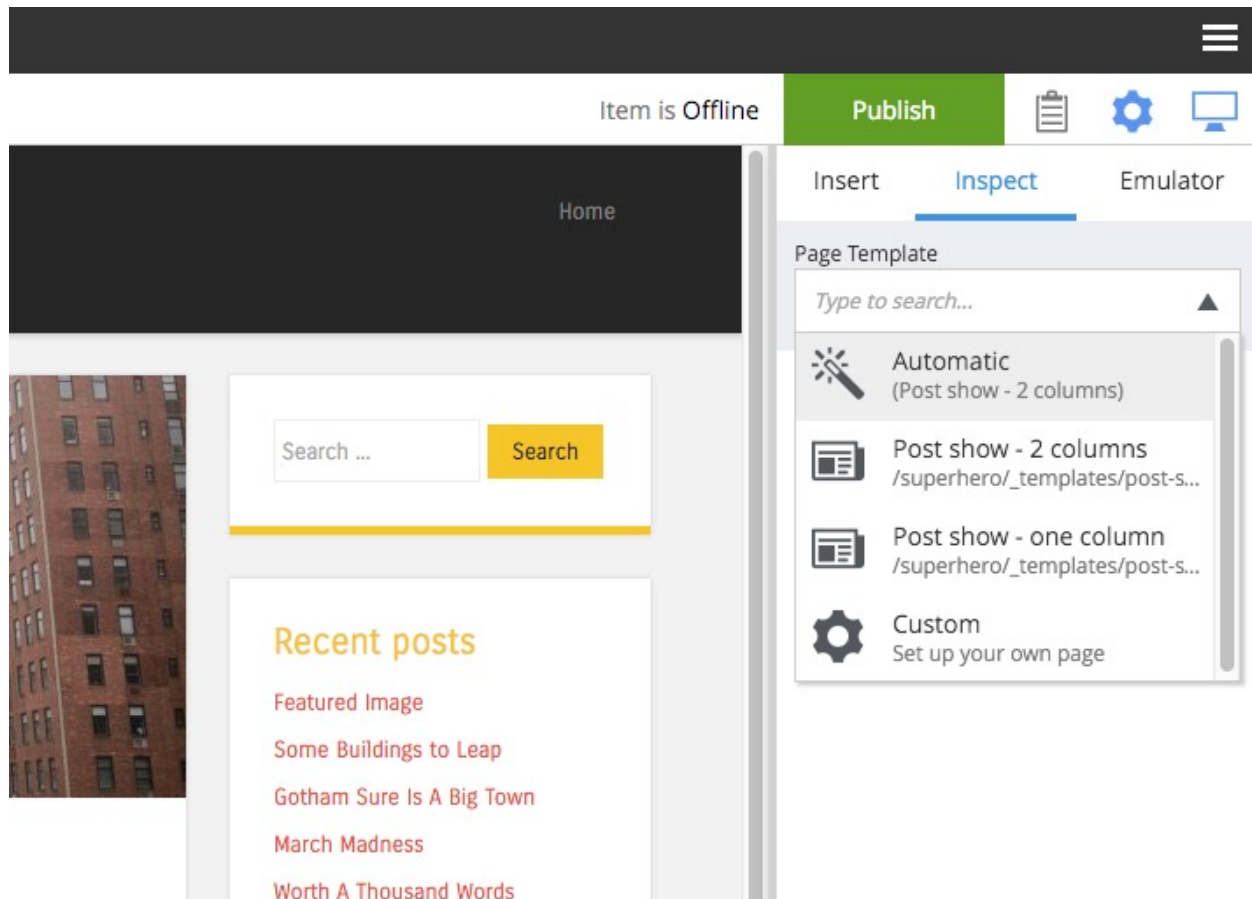 Item is Offline
Publish
Insert
Inspect
Emulator
Home
Page Template
Type to search...
Automatic
(Post show - 2 columns)
Post show - 2 columns
/superhero/_templates/post-s...
Post show - one column
/superhero/_templates/post-s...
Custom
Set up your own page
Search ...
Search
Recent posts
Featured Image
Some Buildings to Leap
Gotham Sure Is A Big Town
March Madness
Worth A Thousand Words